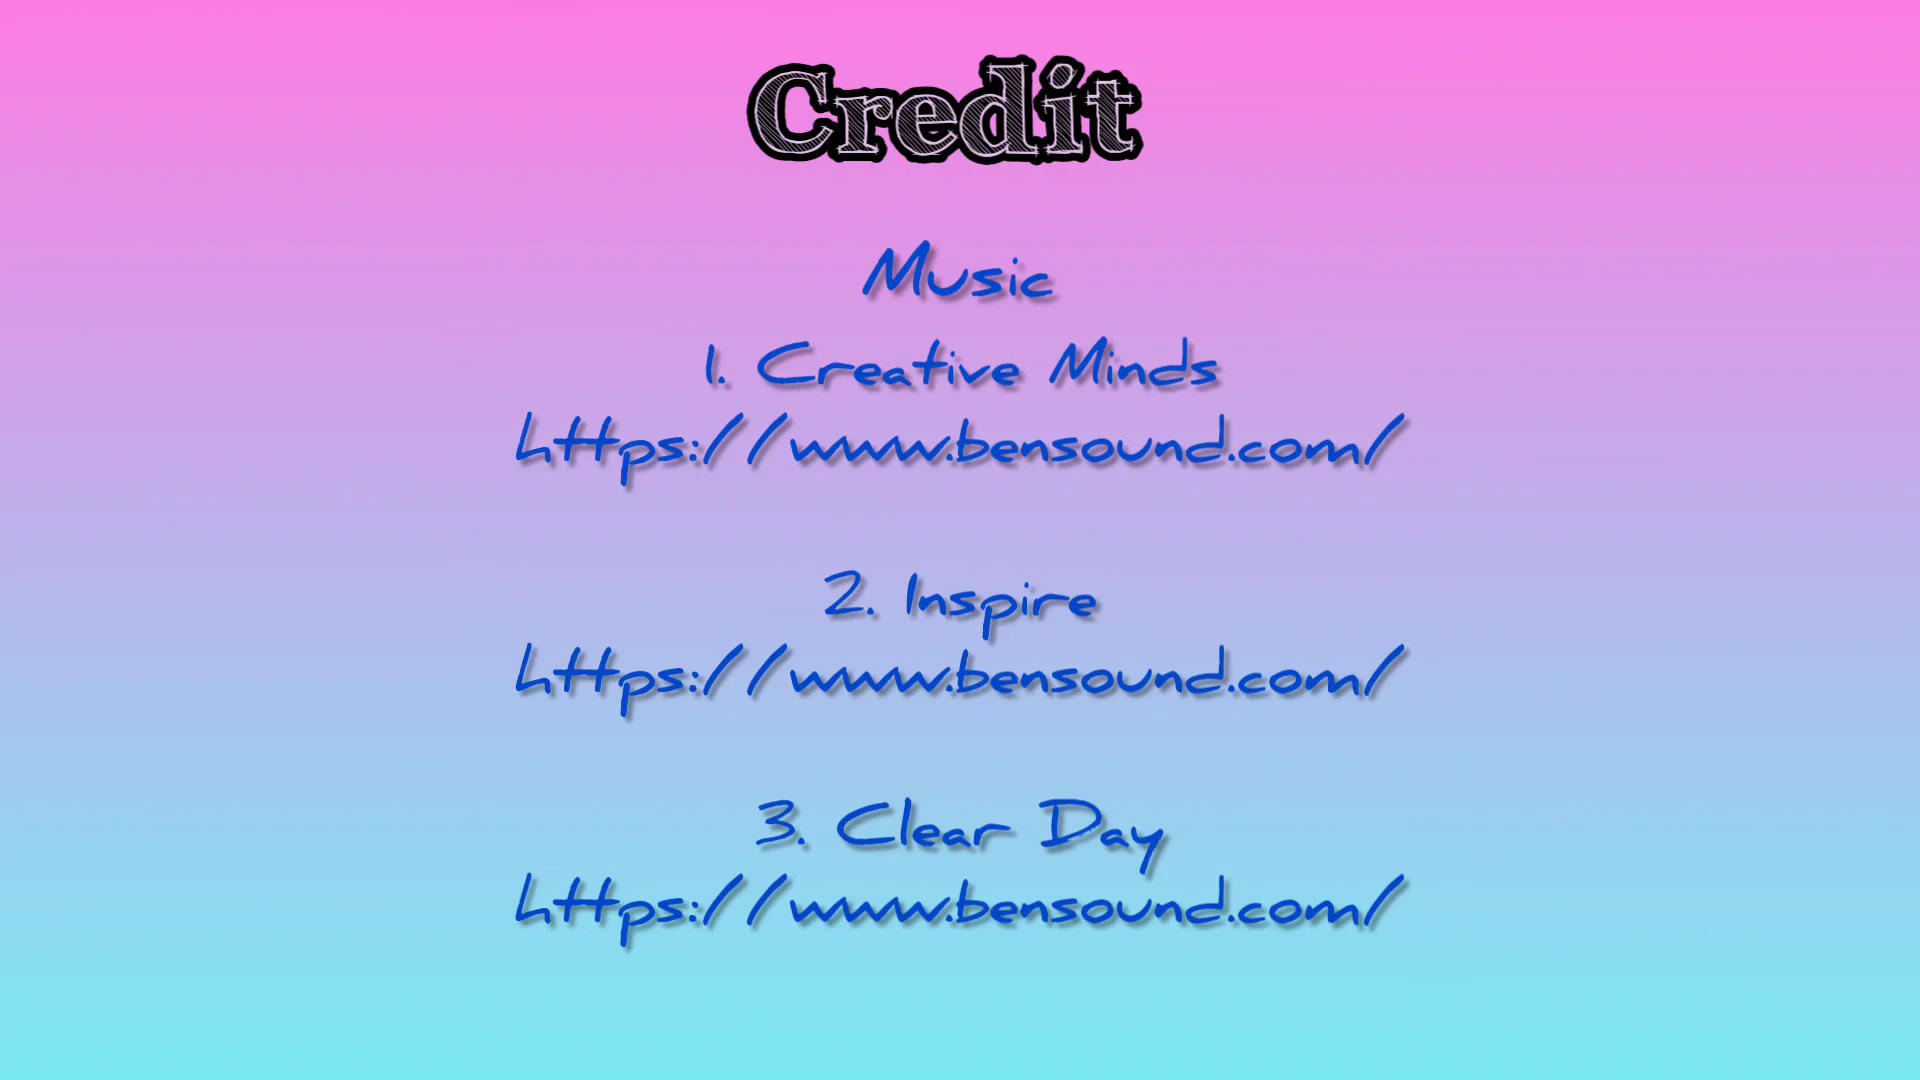 Credit
Music
1. Creative Minds
https://www.bensound.com/
2. Inspire
https://www.bensound.com/
3. Clear Day
https://www.bensound.com/